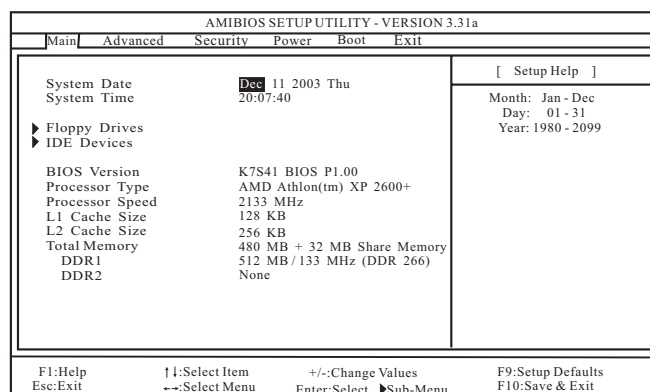 AMIBIOS SETUP UTILITY - VERSION 3.31a
Main Advanced Security Power Boot Exit
[ Setup Help ]
System Date Dec 11 2003 Thu
System Time 20:07:40
Month: Jan - Dec
Day: 01 - 31
Year: 1980 - 2099
Floppy Drives
IDE Devices
BIOS Version K7S41 BIOS P1.00
Processor Type AMD Athlon(tm) XP 2600+
Processor Speed 2133 MHz
L1 Cache Size 128 KB
L2 Cache Size 256 KB
Total Memory 480 MB + 32 MB Share Memory
DDR1 512 MB / 133 MHz (DDR 266)
DDR2 None
F1:Help ↑↓:Select Item +/-:Change Values F9:Setup Defaults
Esc:Exit ←→:Select Menu Enter:Select ▶Sub-Menu F10:Save & Exit